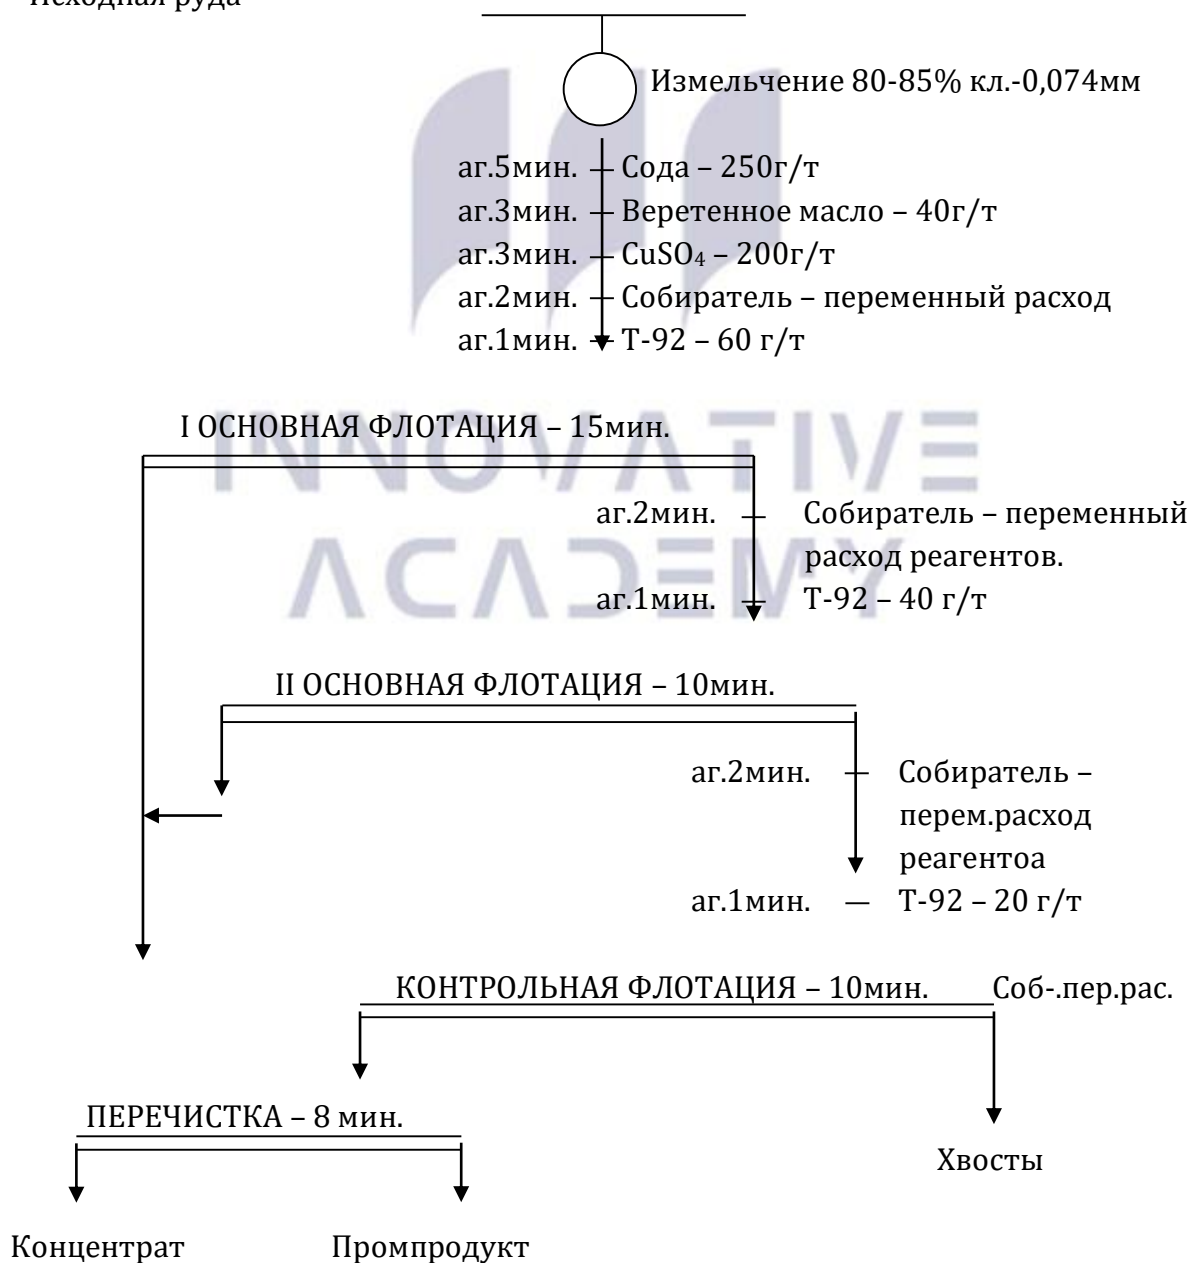 Исходная руда
Измельчение 80-85% кл.-0,074мм
аг.5мин. Сода – 250г/т
аг.3мин. Веретенное масло – 40г/т
аг.3мин. CuSO₄ – 200г/т
аг.2мин. Собиратель – переменный расход
аг.1мин. Т-92 – 60 г/т
I ОСНОВНАЯ ФЛОТАЦИЯ – 15мин.
INNOVATIVE
ACADEMY
аг.2мин. Собиратель – переменный
расход реагентов.
аг.1мин. Т-92 – 40 г/т
II ОСНОВНАЯ ФЛОТАЦИЯ – 10мин.
аг.2мин. Собиратель –
перем.расход
реагентоа
аг.1мин. Т-92 – 20 г/т
КОНТРОЛЬНАЯ ФЛОТАЦИЯ – 10мин. Соб-.пер.рас.
ПЕРЕЧИСТКА – 8 мин.
Хвосты
Концентрат Промпродукт